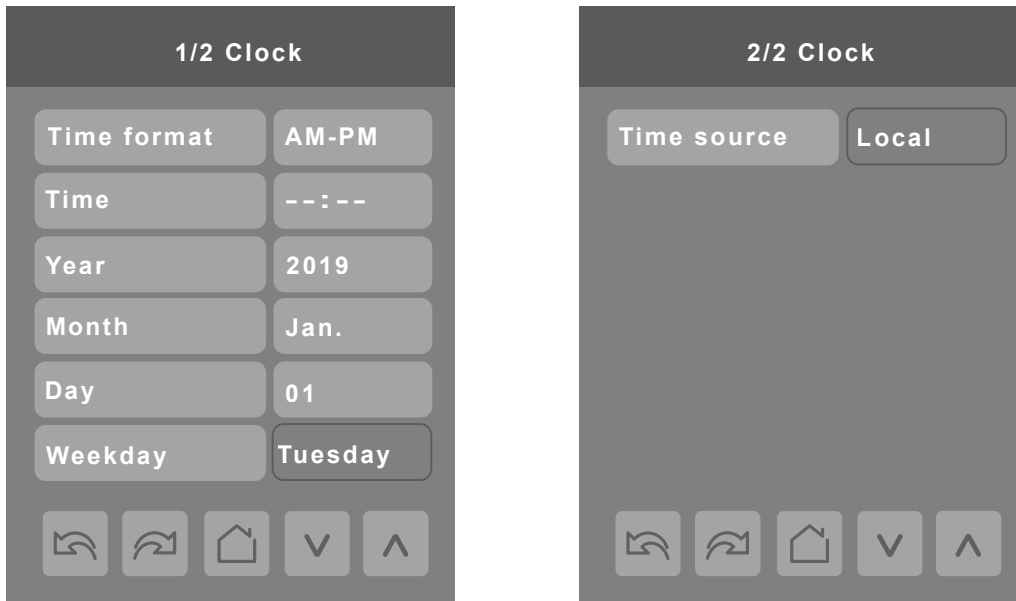 1/2 Clock
Time format AM-PM
Time --:--
Year 2019
Month Jan.
Day 01
Weekday Tuesday
2/2 Clock
Time source Local